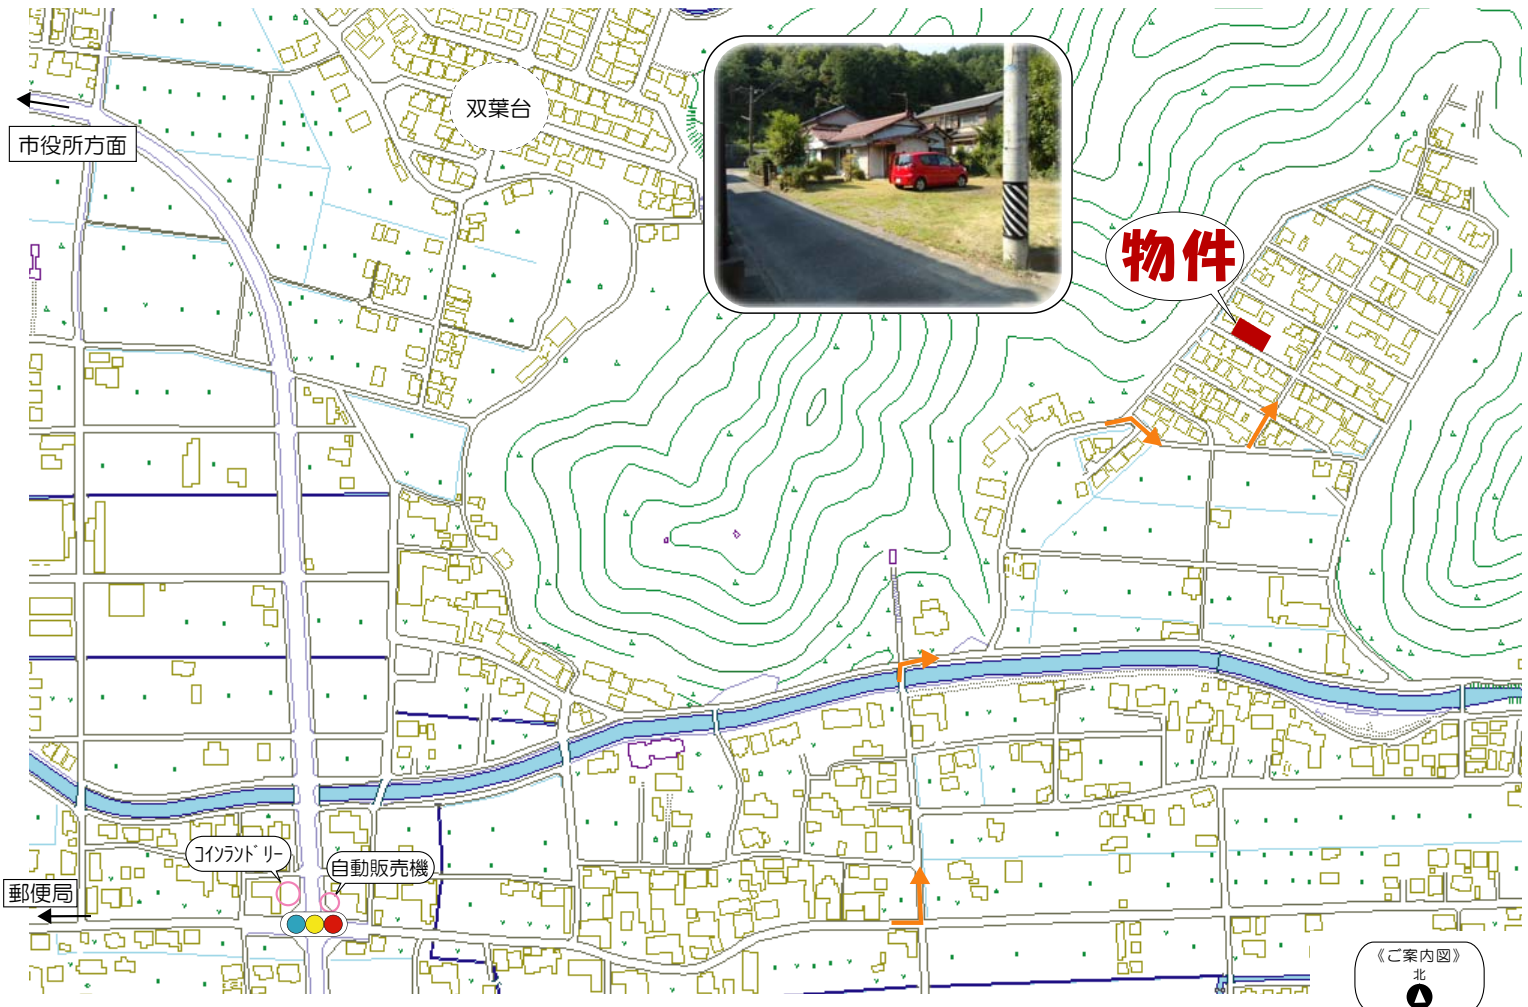 双葉台
市役所方面
物件
コインランドリー
自動販売機
郵便局
《ご案内図》
北